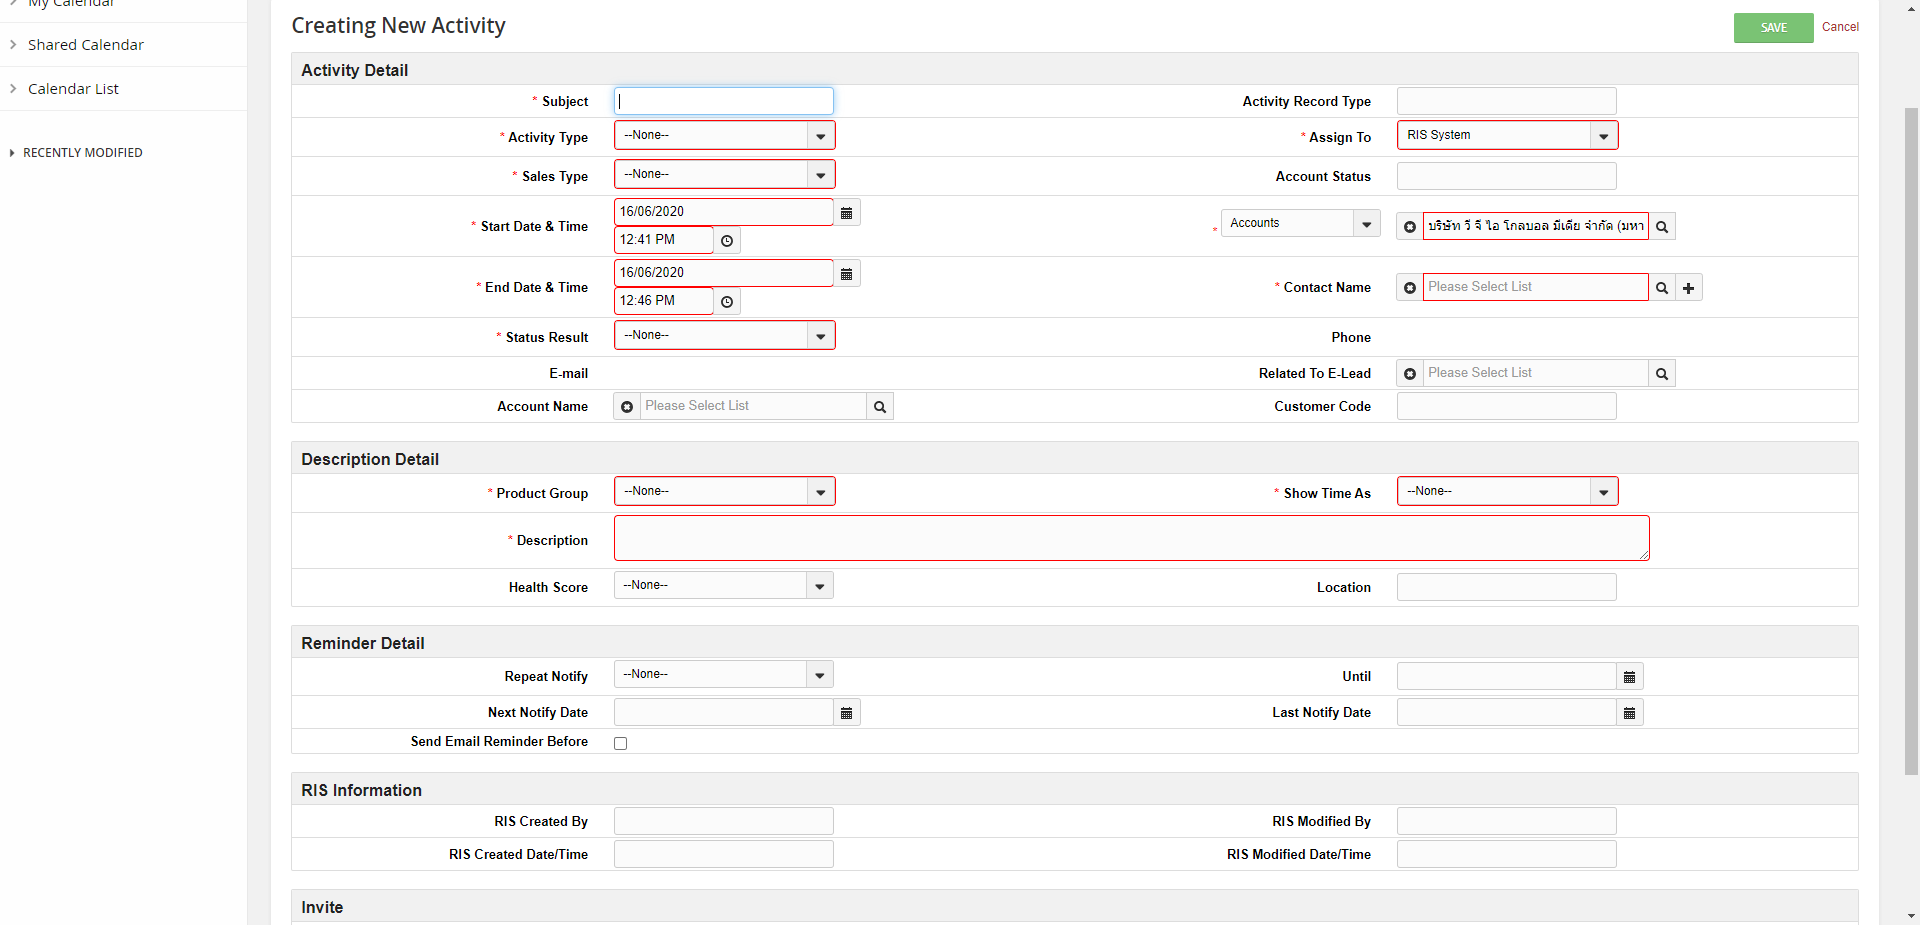 My Calendar
Shared Calendar
Calendar List
RECENTLY MODIFIED
Creating New Activity
SAVE Cancel
Activity Detail
* Subject
Activity Record Type
* Activity Type --None--
* Assign To RIS System
* Sales Type --None--
Account Status
* Start Date & Time 16/06/2020
12:41 PM
* Accounts บริษัท วี จี ไอ โกลบอล มีเดีย จำกัด (มหา
* End Date & Time 16/06/2020
12:46 PM
* Contact Name Please Select List
* Status Result --None--
Phone
E-mail
Related To E-Lead Please Select List
Account Name Please Select List
Customer Code
Description Detail
* Product Group --None--
* Show Time As --None--
* Description
Health Score --None--
Location
Reminder Detail
Repeat Notify --None--
Until
Next Notify Date
Last Notify Date
Send Email Reminder Before
RIS Information
RIS Created By
RIS Modified By
RIS Created Date/Time
RIS Modified Date/Time
Invite